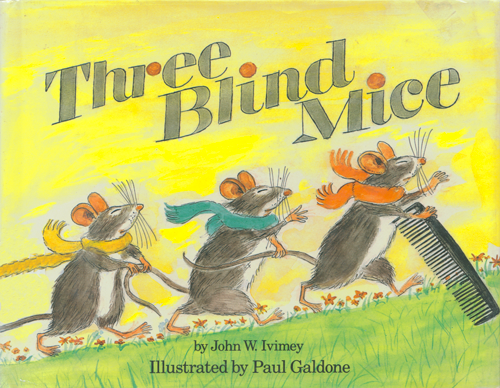 Three
Blind
Mice
by John W. Ivimey
Illustrated by Paul Galdone